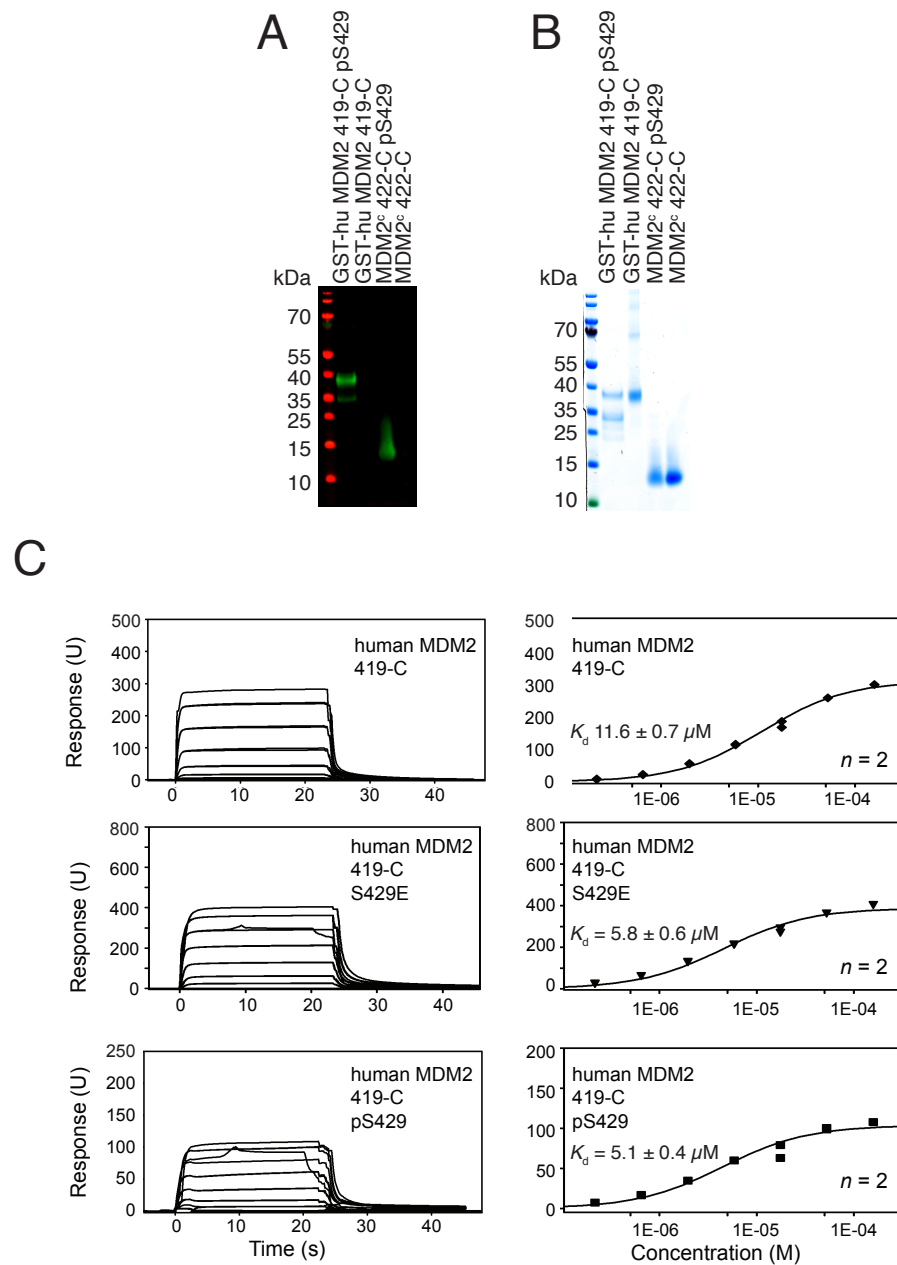 A
GST-hu MDM2 419-C pS429
GST-hu MDM2 419-C
MDM2ᶜ 422-C pS429
MDM2ᶜ 422-C
kDa
70
55
40
35
25
15
10
B
GST-hu MDM2 419-C pS429
GST-hu MDM2 419-C
MDM2ᶜ 422-C pS429
MDM2ᶜ 422-C
kDa
70
55
40
35
25
15
10
C
Response (U)
500
400
300
200
100
0
0 10 20 30 40
human MDM2
419-C
500
400
300
200
100
0
1E-06 1E-05 1E-04
human MDM2
419-C
Kd 11.6 ± 0.7 µM
n = 2
Response (U)
800
600
400
200
0
0 10 20 30 40
human MDM2
419-C
S429E
800
600
400
200
0
1E-06 1E-05 1E-04
human MDM2
419-C
S429E
Kd = 5.8 ± 0.6 µM
n = 2
Response (U)
250
200
150
100
50
0
0 10 20 30 40
Time (s)
human MDM2
419-C
pS429
200
150
100
50
0
1E-06 1E-05 1E-04
Concentration (M)
human MDM2
419-C
pS429
Kd = 5.1 ± 0.4 µM
n = 2